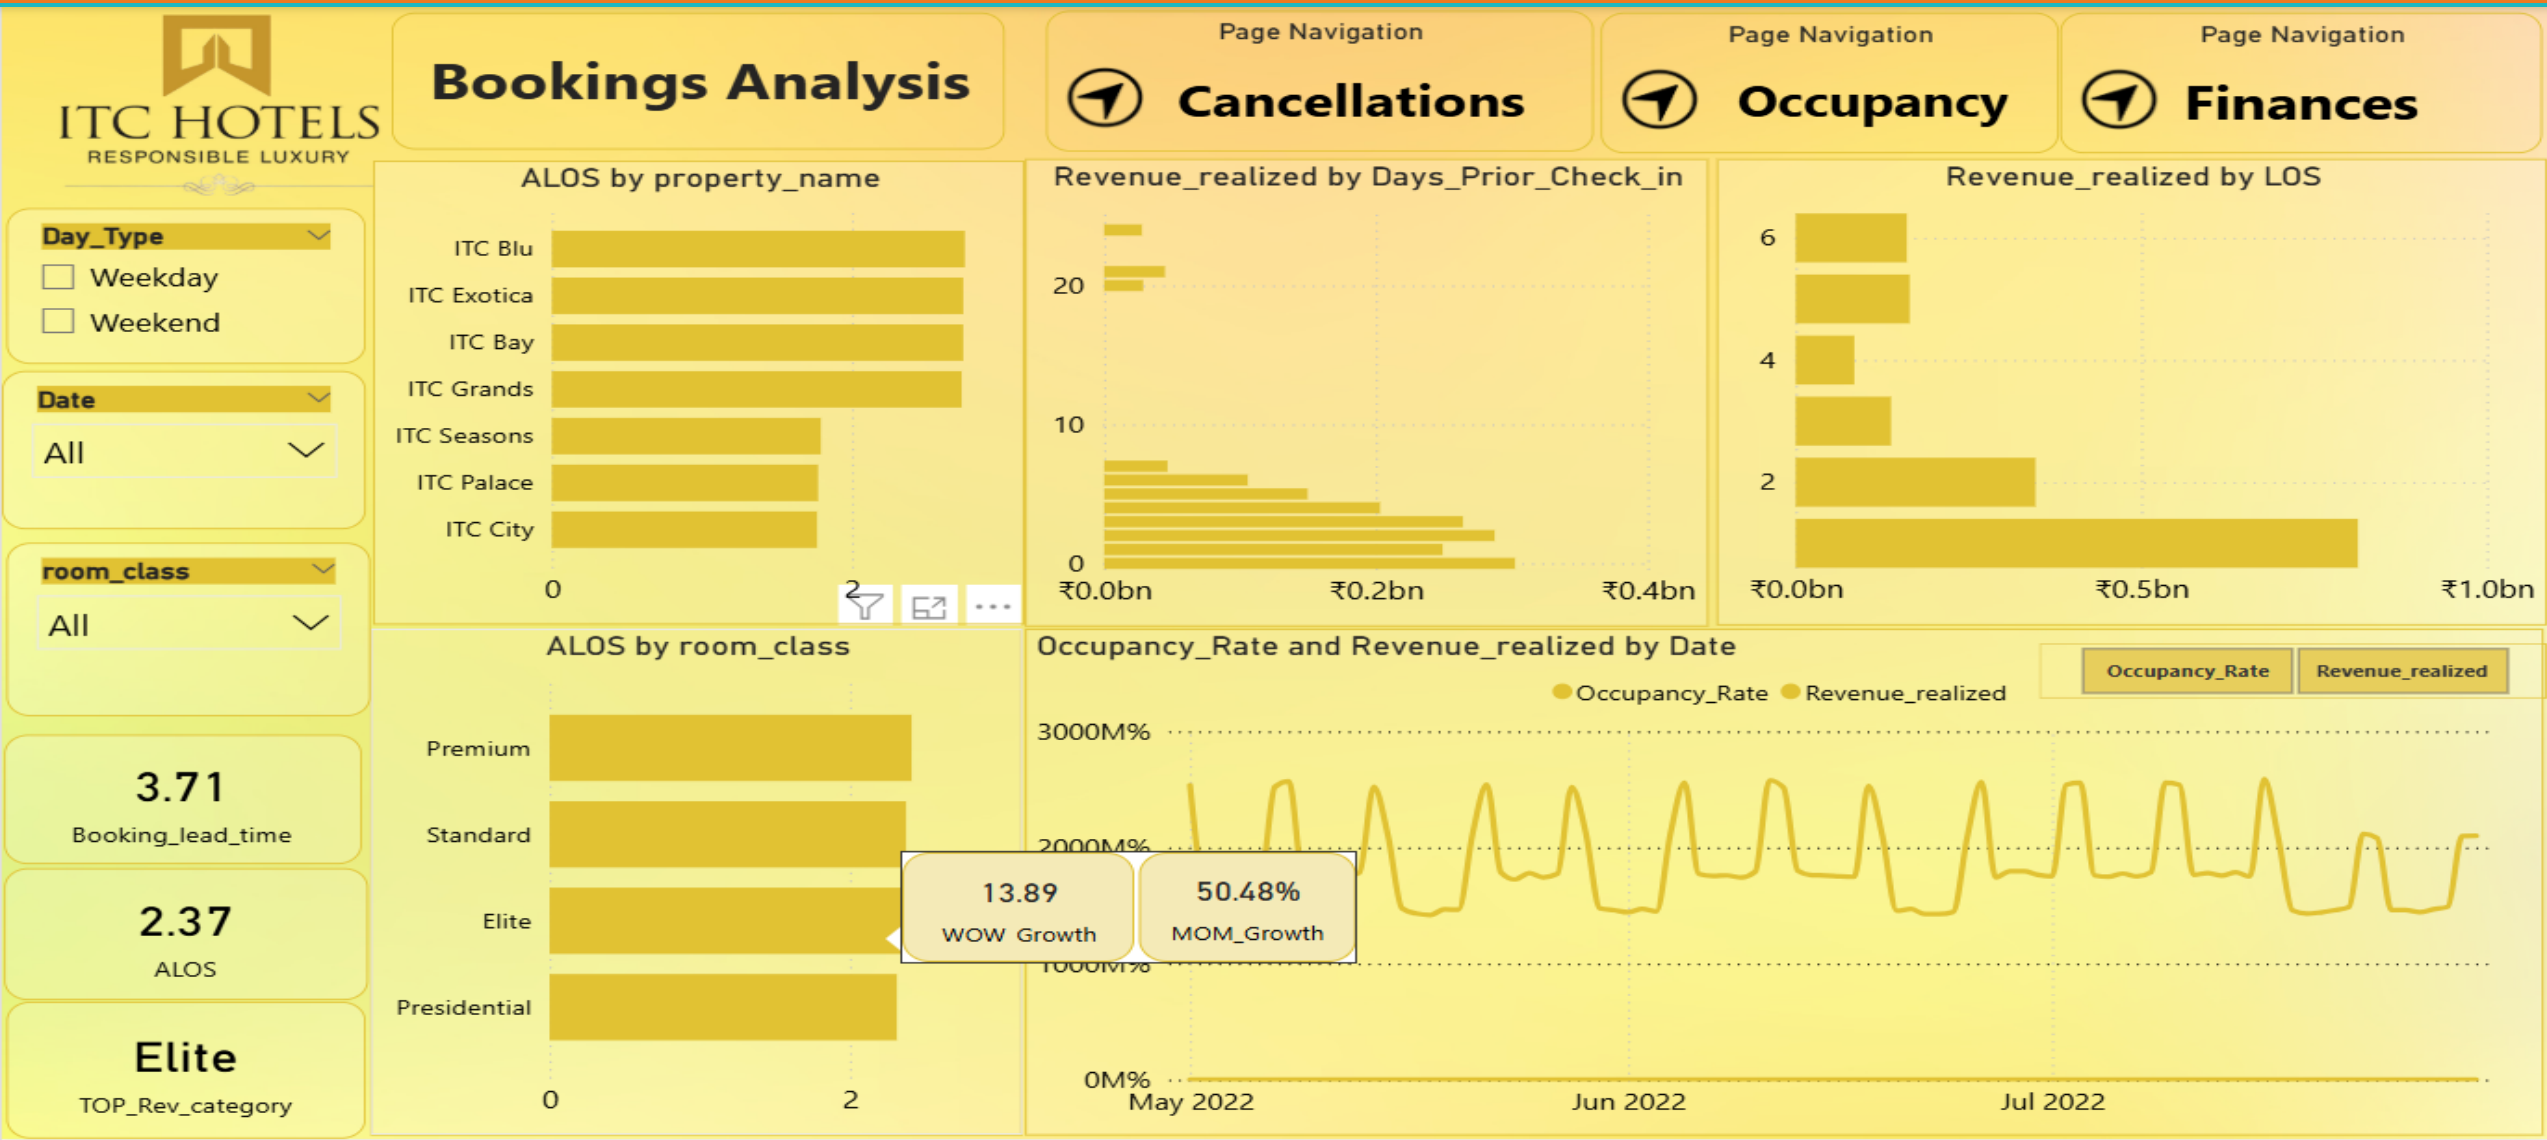 ITC HOTELS
RESPONSIBLE LUXURY
Bookings Analysis
Page Navigation
Cancellations
Page Navigation
Occupancy
Page Navigation
Finances
Day_Type
Weekday
Weekend
Date
All
room_class
All
3.71
Booking_lead_time
2.37
ALOS
Elite
TOP_Rev_category
ALOS by property_name
ITC Blu
ITC Exotica
ITC Bay
ITC Grands
ITC Seasons
ITC Palace
ITC City
0
2
Revenue_realized by Days_Prior_Check_in
20
10
0
₹0.0bn
₹0.2bn
₹0.4bn
Revenue_realized by LOS
6
4
2
₹0.0bn
₹0.5bn
₹1.0bn
ALOS by room_class
Premium
Standard
Elite
Presidential
0
2
13.89
WOW Growth
50.48%
MOM_Growth
Occupancy_Rate and Revenue_realized by Date
Occupancy_Rate
Revenue_realized
Occupancy_Rate
Revenue_realized
3000M%
2000M%
1000M%
0M%
May 2022
Jun 2022
Jul 2022